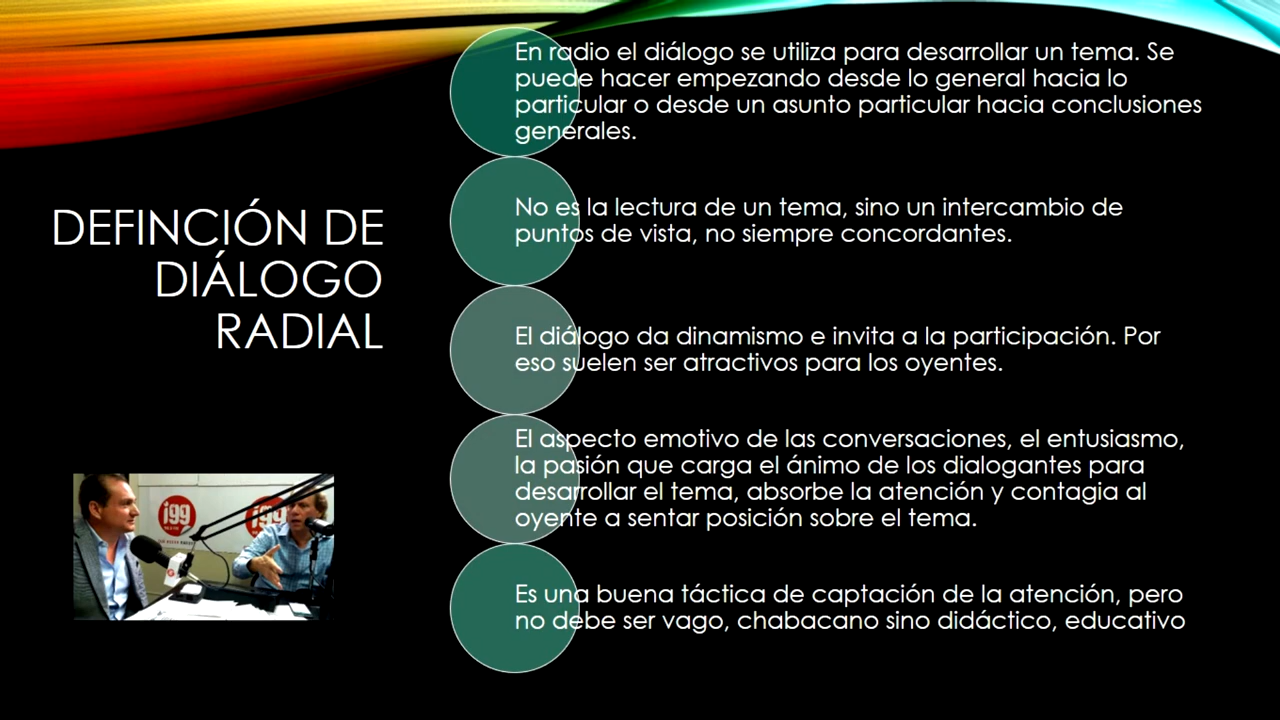 DEFINCIÓN DE
DIÁLOGO
RADIAL
En radio el diálogo se utiliza para desarrollar un tema. Se
puede hacer empezando desde lo general hacia lo
particular o desde un asunto particular hacia conclusiones
generales.
No es la lectura de un tema, sino un intercambio de
puntos de vista, no siempre concordantes.
El diálogo da dinamismo e invita a la participación. Por
eso suelen ser atractivos para los oyentes.
El aspecto emotivo de las conversaciones, el entusiasmo,
la pasión que carga el ánimo de los dialogantes para
desarrollar el tema, absorbe la atención y contagia al
oyente a sentar posición sobre el tema.
Es una buena táctica de captación de la atención, pero
no debe ser vago, chabacano sino didáctico, educativo
i99
i99